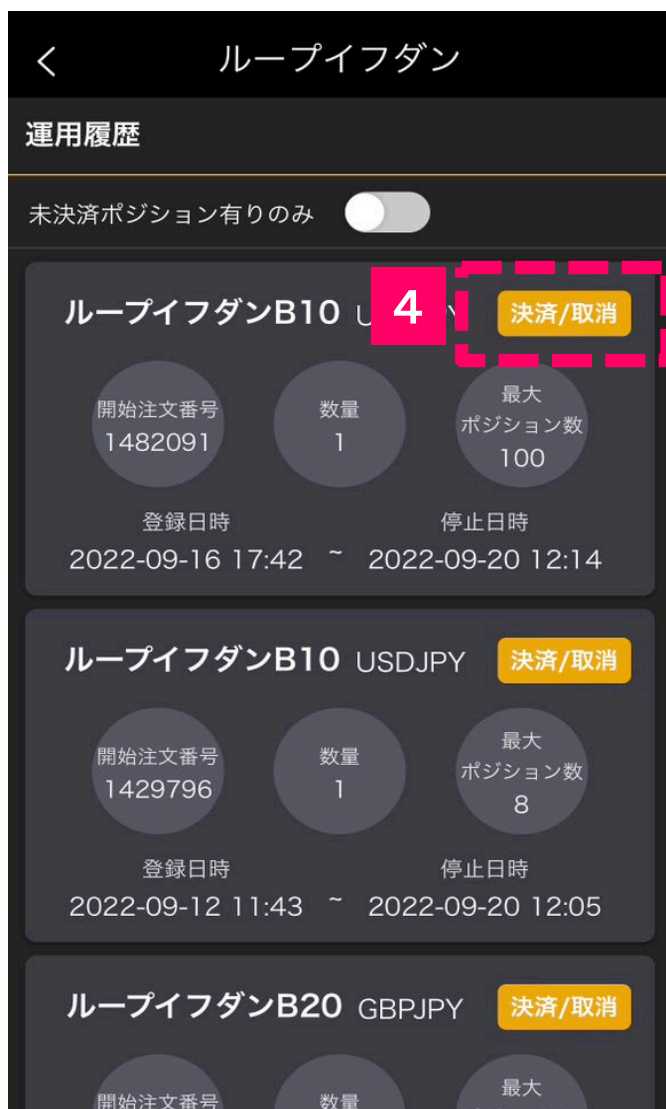 ループイフダン
運用履歴
未決済ポジション有りのみ
ループイフダンB10 4 決済/取消
開始注文番号 数量 最大
ポジション数
1482091 1 100
登録日時 停止日時
2022-09-16 17:42 ~ 2022-09-20 12:14
ループイフダンB10 USDJPY 決済/取消
開始注文番号 数量 最大
ポジション数
1429796 1 8
登録日時 停止日時
2022-09-12 11:43 ~ 2022-09-20 12:05
ループイフダンB20 GBPJPY 決済/取消
開始注文番号 数量 最大